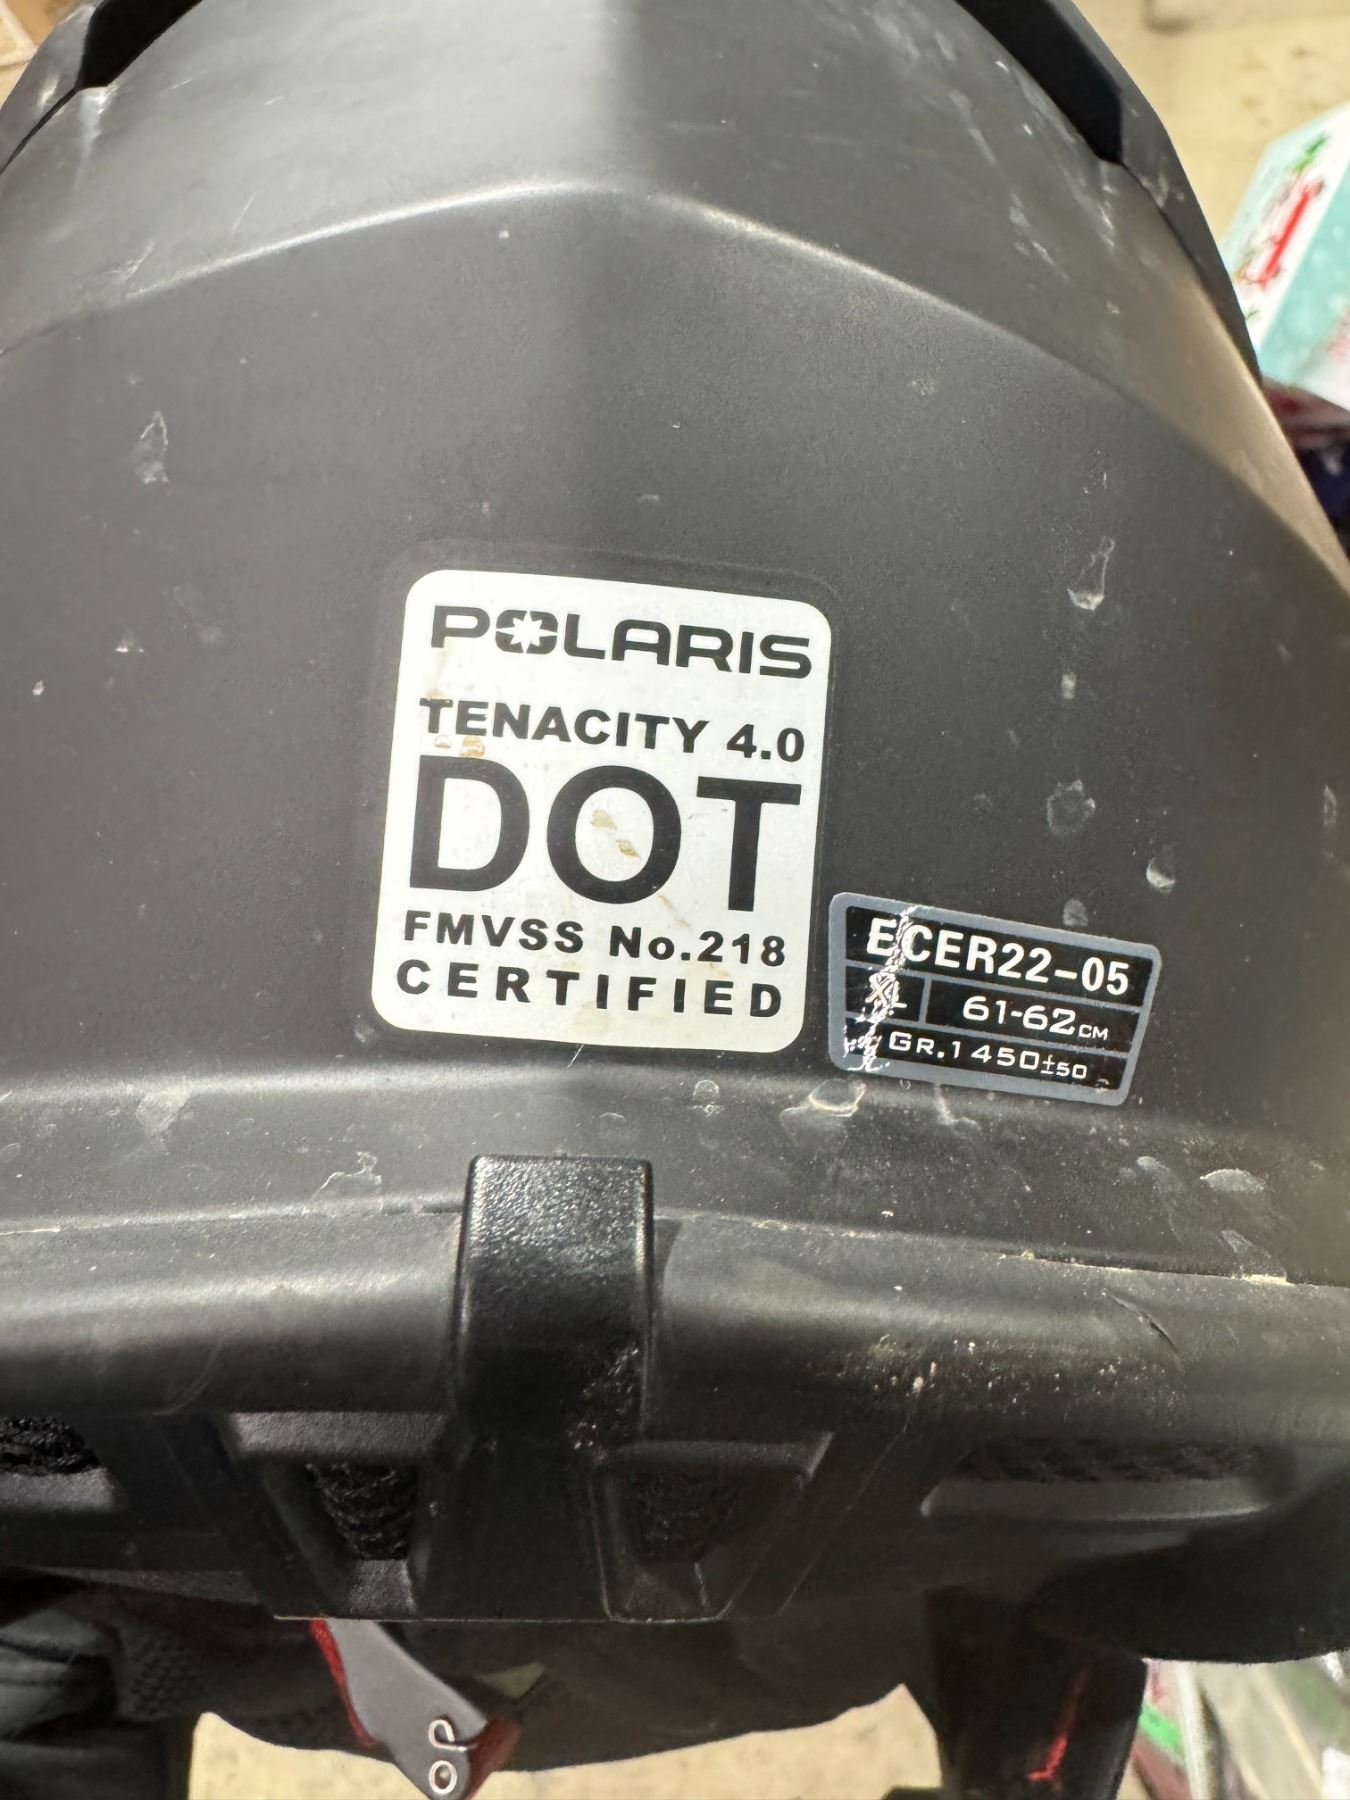 POLARIS
TENACITY 4.0
DOT
FMVSS No.218
CERTIFIED
ECER22-05
XL 61-62CM
GR.1450±50